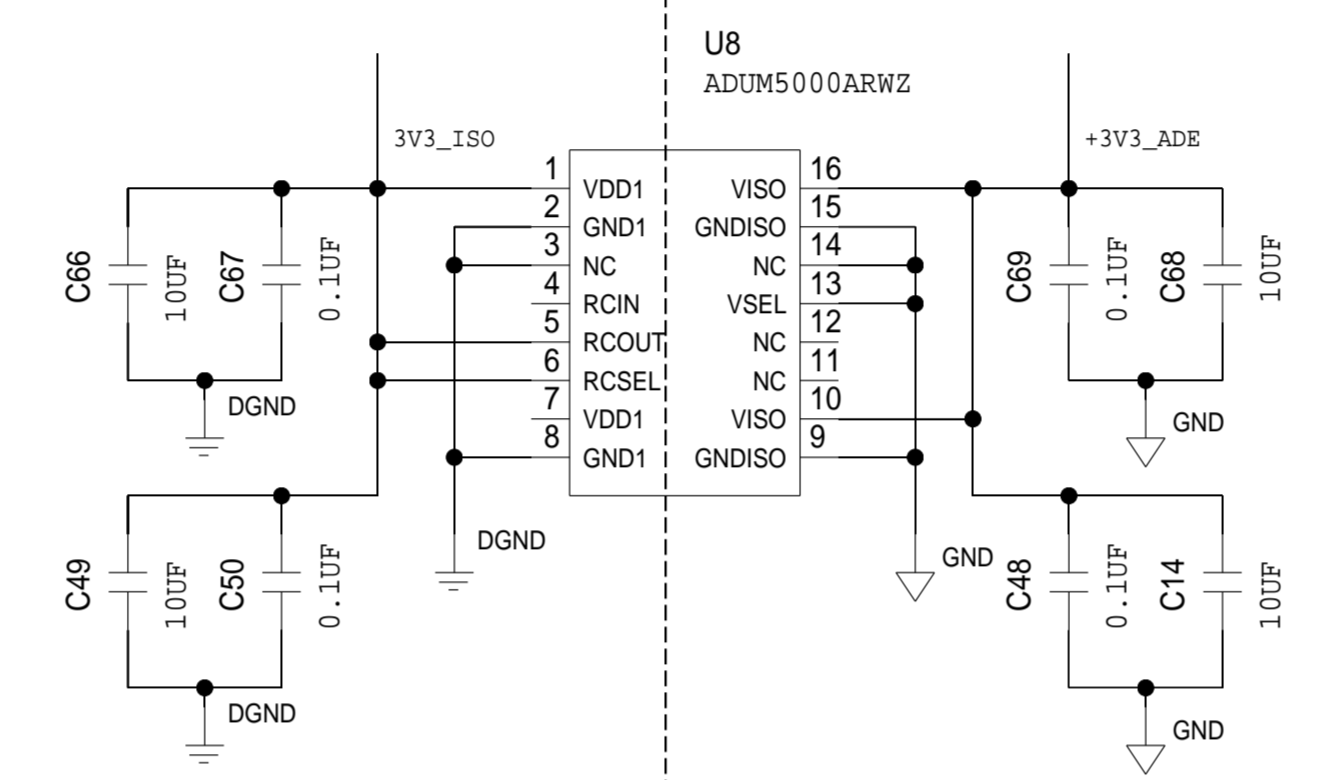 U8
ADUM5000ARWZ
3V3_ISO
+3V3_ADE
1
2
3
4
5
6
7
8
VDD1
GND1
NC
RCIN
RCOUT
RCSEL
VDD1
GND1
VISO
GNDISO
NC
VSEL
NC
NC
VISO
GNDISO
16
15
14
13
12
11
10
9
C66
10UF
C67
0.1UF
DGND
C69
0.1UF
C68
10UF
GND
C49
10UF
C50
0.1UF
DGND
DGND
GND
C48
0.1UF
C14
10UF
GND